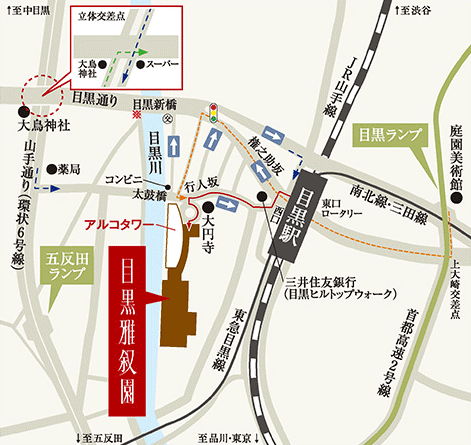 ↑至中目黒
立体交差点
大鳥
神社
スーパー
↑至渋谷
目黒通り
目黒新橋
※
交
JR山手線
目黒ランプ
庭園美術館
大鳥神社
山手通り(環状6号線)
薬局
目黒川
権之助坂
コンビニ
太鼓橋
行人坂
大円寺
アルコタワー
西口
目黒駅
東口
ロータリー
南北線・三田線
上大崎交差点
五反田
ランプ
目黒雅叙園
三井住友銀行
(目黒ヒルトップウォーク)
東急目黒線
首都高速2号線
↓至五反田
↓至品川・東京